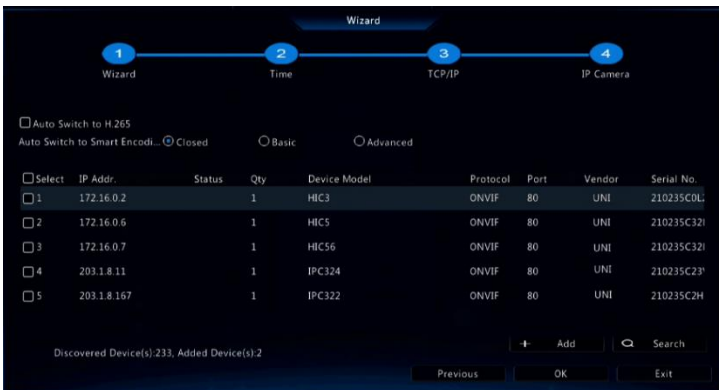 Wizard
1 2 3 4
Wizard Time TCP/IP IP Camera
Auto Switch to H.265
Auto Switch to Smart Encodi... Closed Basic Advanced
Select IP Addr. Status Qty Device Model Protocol Port Vendor Serial No.
1 172.16.0.2 1 HIC3 ONVIF 80 UNI 210235C0L
2 172.16.0.6 1 HIC5 ONVIF 80 UNI 210235C32
3 172.16.0.7 1 HIC56 ONVIF 80 UNI 210235C32
4 203.1.8.11 1 IPC324 ONVIF 80 UNI 210235C23
5 203.1.8.167 1 IPC322 ONVIF 80 UNI 210235C2H
Add Search
Discovered Device(s):233, Added Device(s):2
Previous OK Exit